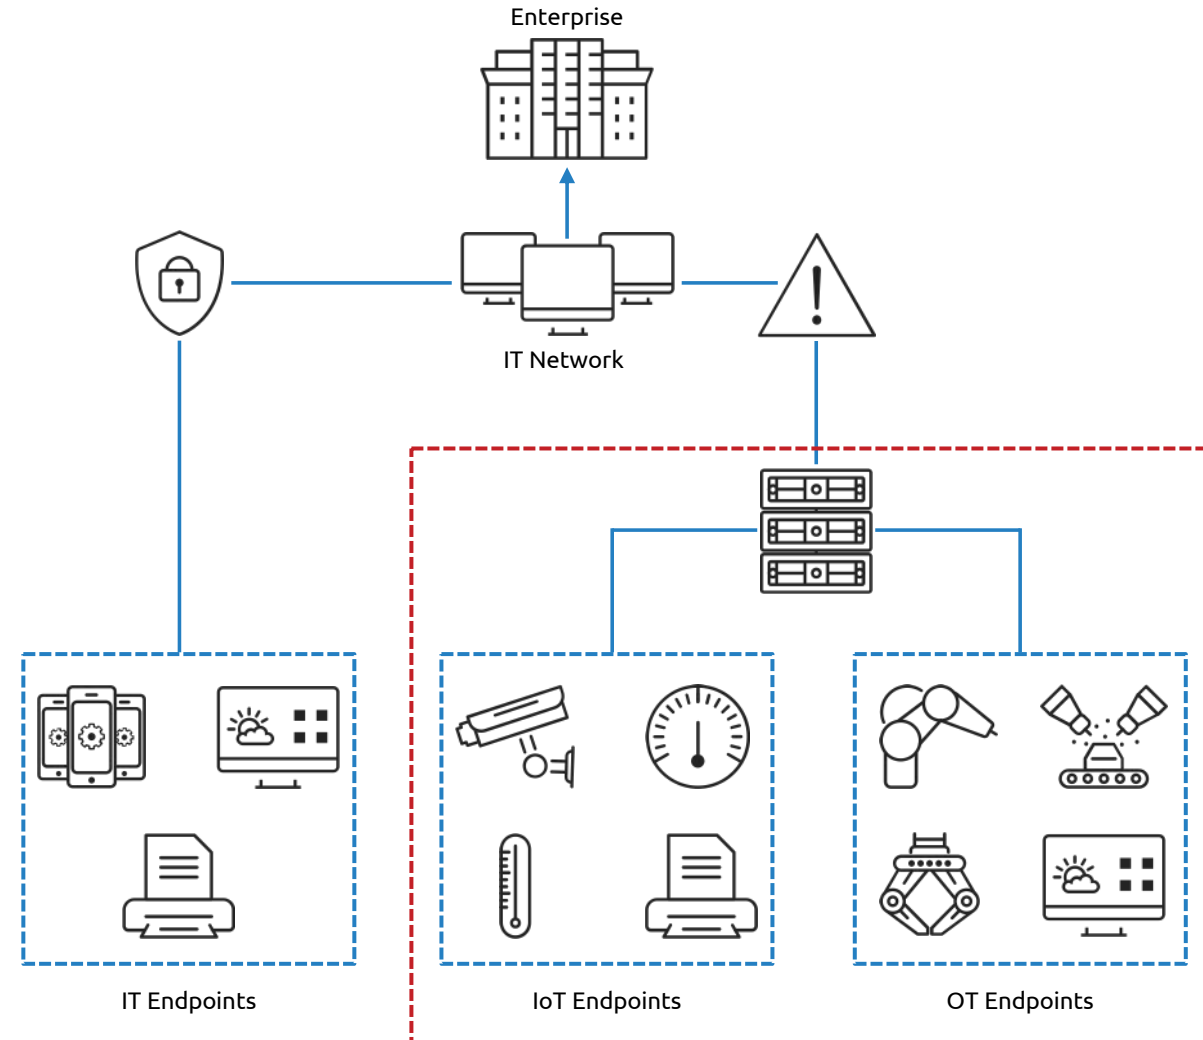 Enterprise
IT Network
IT Endpoints
IoT Endpoints
OT Endpoints